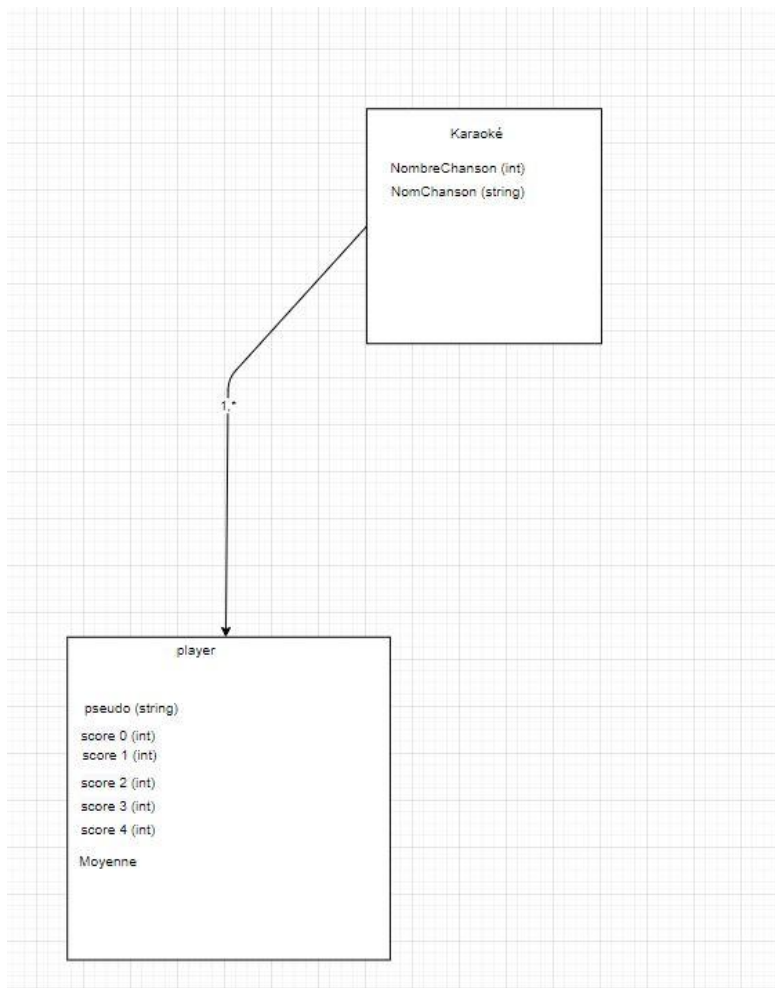 Karaoké
NombreChanson (int)
NomChanson (string)
1,*
player
pseudo (string)
score 0 (int)
score 1 (int)
score 2 (int)
score 3 (int)
score 4 (int)
Moyenne